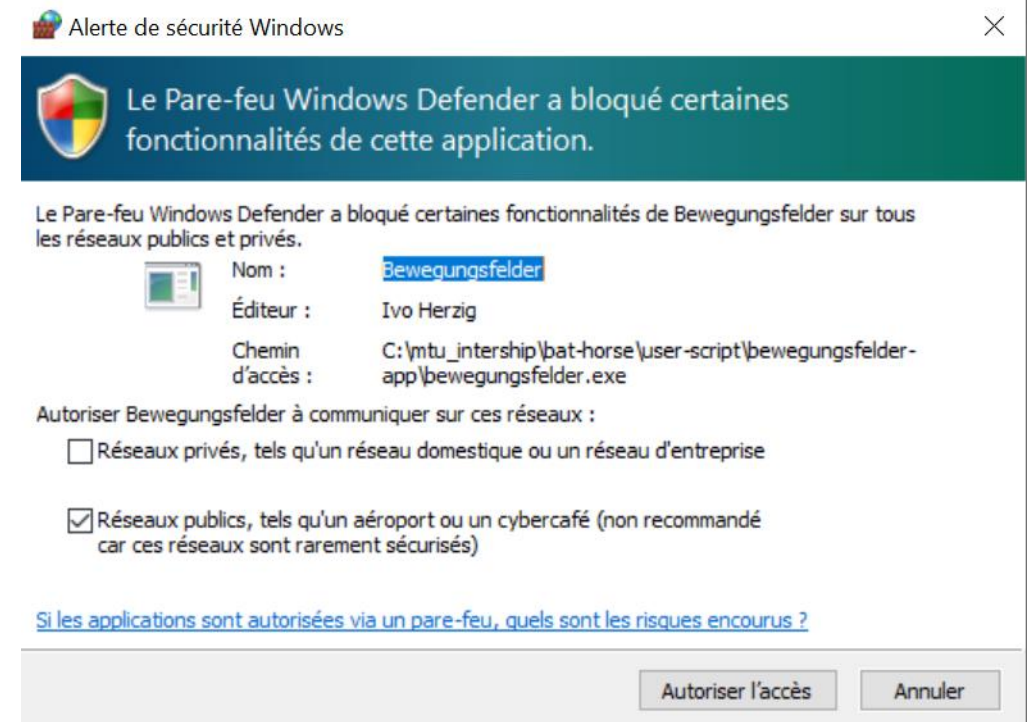 Alerte de sécurité Windows
Le Pare-feu Windows Defender a bloqué certaines
fonctionnalités de cette application.
Le Pare-feu Windows Defender a bloqué certaines fonctionnalités de Bewegungsfelder sur tous
les réseaux publics et privés.
Nom : Bewegungsfelder
Éditeur : Ivo Herzig
Chemin C:\mtu_intership\bat-horse\user-script\bewegungsfelder-
d'accès : app\bewegungsfelder.exe
Autoriser Bewegungsfelder à communiquer sur ces réseaux :
Réseaux privés, tels qu'un réseau domestique ou un réseau d'entreprise
Réseaux publics, tels qu'un aéroport ou un cybercafé (non recommandé
car ces réseaux sont rarement sécurisés)
Si les applications sont autorisées via un pare-feu, quels sont les risques encourus ?
Autoriser l'accès Annuler